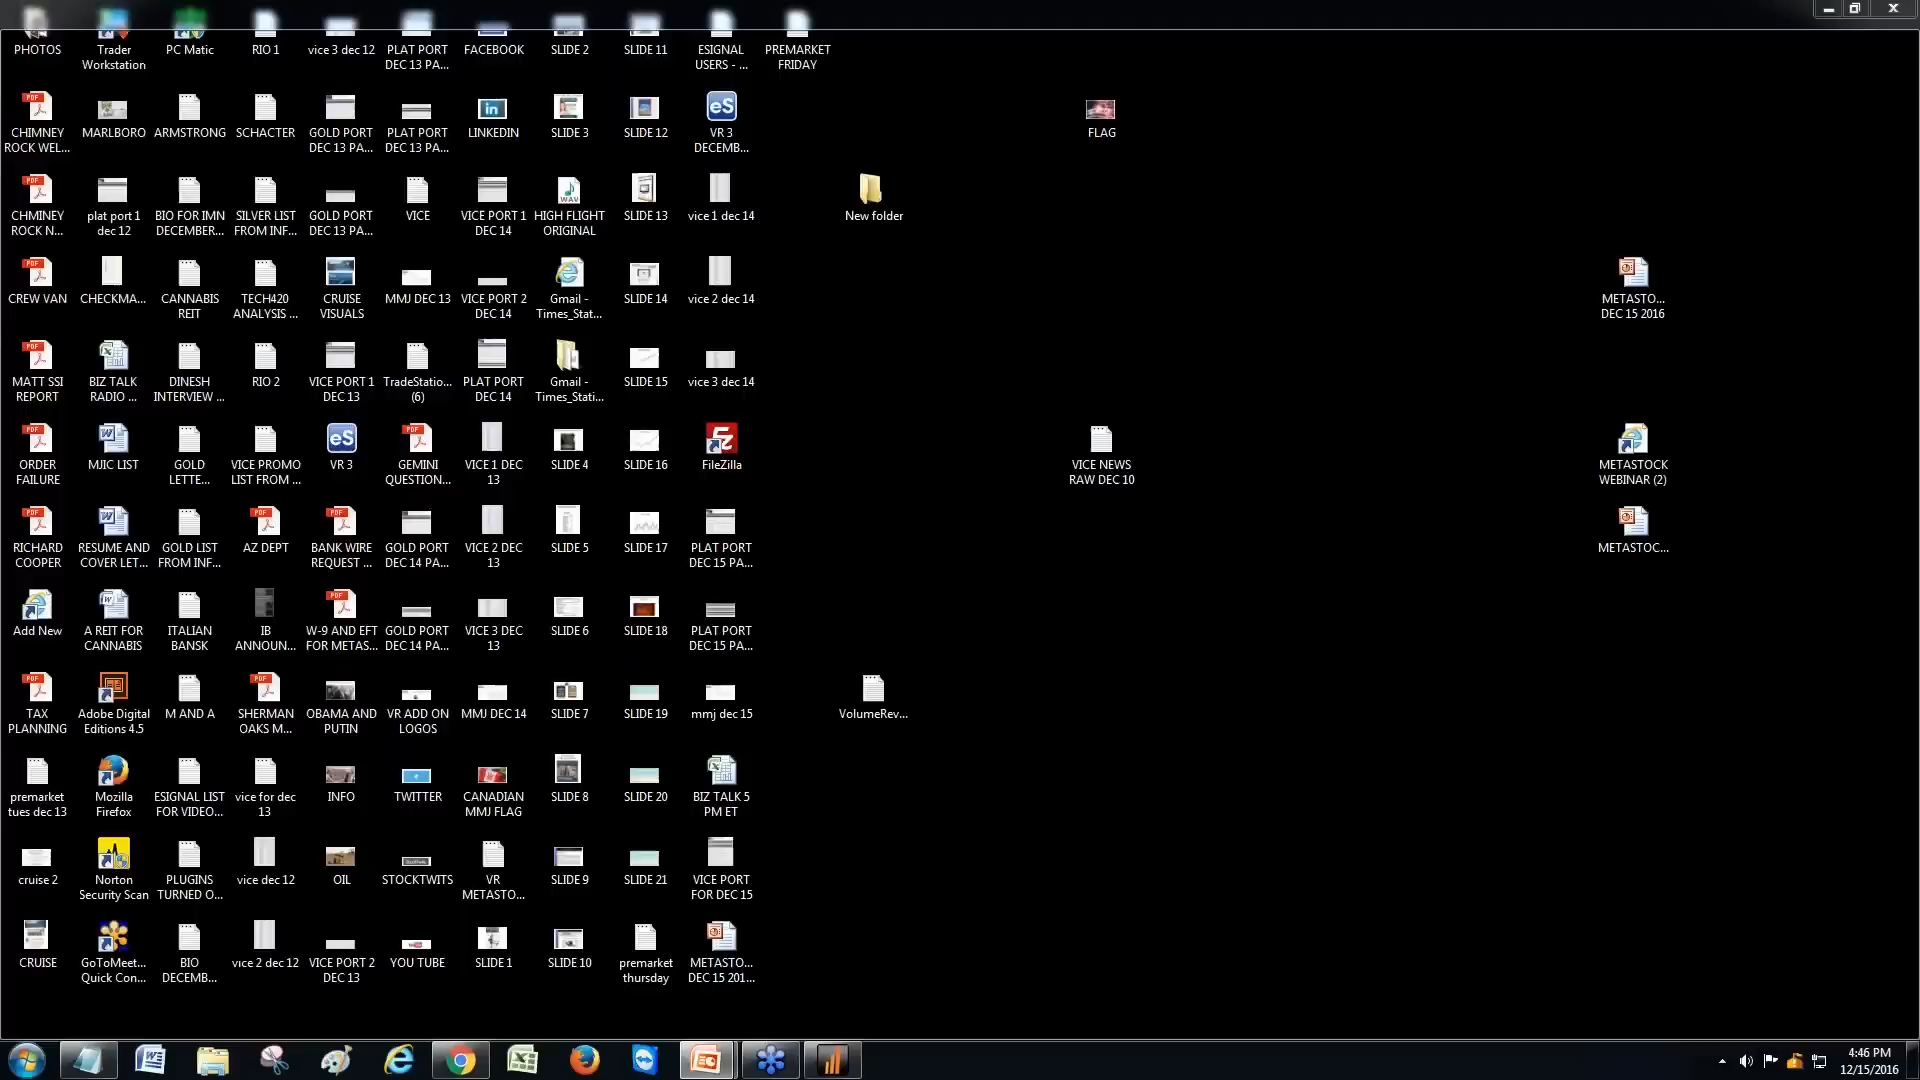 PHOTOS
Trader
Workstation
PC Matic
RIO 1
vice 3 dec 12
PLAT PORT
DEC 13 PA...
FACEBOOK
SLIDE 2
SLIDE 11
ESIGNAL
USERS - ...
PREMARKET
FRIDAY
CHIMNEY
ROCK WEL...
MARLBORO
ARMSTRONG
SCHACTER
GOLD PORT
DEC 13 PA...
PLAT PORT
DEC 13 PA...
LINKEDIN
SLIDE 3
SLIDE 12
VR 3
DECEMB...
FLAG
CHMINEY
ROCK N...
plat port 1
dec 12
BIO FOR IMN
DECEMBER...
SILVER LIST
FROM INF...
GOLD PORT
DEC 13 PA...
VICE
VICE PORT 1
DEC 14
HIGH FLIGHT
ORIGINAL
SLIDE 13
vice 1 dec 14
New folder
CREW VAN
CHECKMA...
CANNABIS
REIT
TECH420
ANALYSIS ...
CRUISE
VISUALS
MMJ DEC 13
VICE PORT 2
DEC 14
Gmail -
Times_Stat...
SLIDE 14
vice 2 dec 14
METASTO...
DEC 15 2016
MATT SSI
REPORT
BIZ TALK
RADIO ...
DINESH
INTERVIEW ...
RIO 2
VICE PORT 1
DEC 13
TradeStatio...
(6)
PLAT PORT
DEC 14
Gmail -
Times_Stati...
SLIDE 15
vice 3 dec 14
ORDER
FAILURE
MJIC LIST
GOLD
LETTE...
VICE PROMO
LIST FROM ...
VR 3
GEMINI
QUESTION...
VICE 1 DEC
13
SLIDE 4
SLIDE 16
FileZilla
VICE NEWS
RAW DEC 10
METASTOCK
WEBINAR (2)
RICHARD
COOPER
RESUME AND
COVER LET...
GOLD LIST
FROM INF...
AZ DEPT
BANK WIRE
REQUEST ...
GOLD PORT
DEC 14 PA...
VICE 2 DEC
13
SLIDE 5
SLIDE 17
PLAT PORT
DEC 15 PA...
METASTOC...
Add New
A REIT FOR
CANNABIS
ITALIAN
BANSK
IB
ANNOUN...
W-9 AND EFT
FOR METAS...
GOLD PORT
DEC 14 PA...
VICE 3 DEC
13
SLIDE 6
SLIDE 18
PLAT PORT
DEC 15 PA...
TAX
PLANNING
Adobe Digital
Editions 4.5
M AND A
SHERMAN
OAKS M...
OBAMA AND
PUTIN
VR ADD ON
LOGOS
MMJ DEC 14
SLIDE 7
SLIDE 19
mmj dec 15
VolumeRev...
premarket
tues dec 13
Mozilla
Firefox
ESIGNAL LIST
FOR VIDEO...
vice for dec
13
INFO
TWITTER
CANADIAN
MMJ FLAG
SLIDE 8
SLIDE 20
BIZ TALK 5
PM ET
cruise 2
Norton
Security Scan
PLUGINS
TURNED O...
vice dec 12
OIL
STOCKTWITS
VR
METASTO...
SLIDE 9
SLIDE 21
VICE PORT
FOR DEC 15
CRUISE
GoToMeet...
Quick Con...
BIO
DECEMB...
vice 2 dec 12
VICE PORT 2
DEC 13
YOU TUBE
SLIDE 1
SLIDE 10
premarket
thursday
METASTO...
DEC 15 201...
4:46 PM
12/15/2016